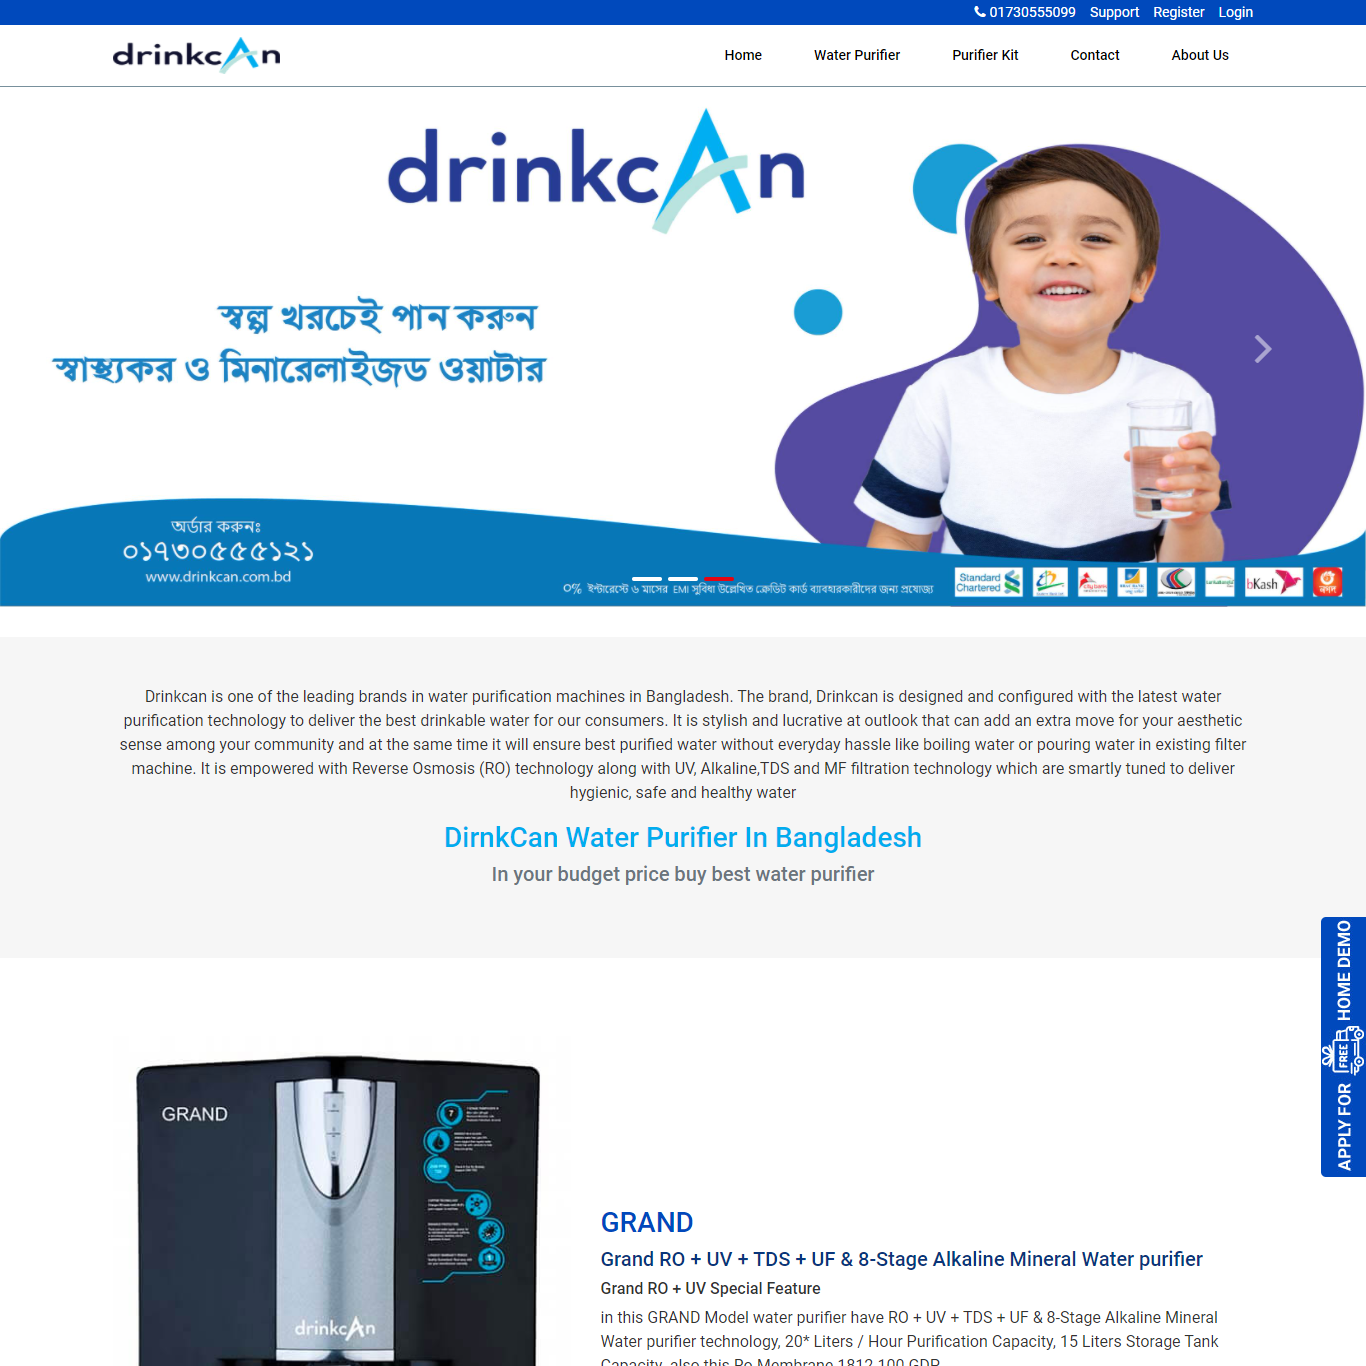 01730555099 Support Register Login
drinkcAn
Home Water Purifier Purifier Kit Contact About Us
drinkcAn
স্বল্প খরচেই পান করুন
স্বাস্থ্যকর ও মিনারেলাইজড ওয়াটার
অর্ডার করুনঃ
০১৭৩০৫৫৫১২১
www.drinkcan.com.bd
০% ইন্টারেস্টে ৬ মাসের EMI সুবিধা উল্লেখিত ক্রেডিট কার্ড ব্যবহারকারীদের জন্য প্রযোজ্য
Standard
Chartered
bKash
নগদ
Drinkcan is one of the leading brands in water purification machines in Bangladesh. The brand, Drinkcan is designed and configured with the latest water
purification technology to deliver the best drinkable water for our consumers. It is stylish and lucrative at outlook that can add an extra move for your aesthetic
sense among your community and at the same time it will ensure best purified water without everyday hassle like boiling water or pouring water in existing filter
machine. It is empowered with Reverse Osmosis (RO) technology along with UV, Alkaline,TDS and MF filtration technology which are smartly tuned to deliver
hygienic, safe and healthy water
DirnkCan Water Purifier In Bangladesh
In your budget price buy best water purifier
APPLY FOR FREE HOME DEMO
GRAND
7
drinkcAn
GRAND
Grand RO + UV + TDS + UF & 8-Stage Alkaline Mineral Water purifier
Grand RO + UV Special Feature
in this GRAND Model water purifier have RO + UV + TDS + UF & 8-Stage Alkaline Mineral
Water purifier technology, 20* Liters / Hour Purification Capacity, 15 Liters Storage Tank
Capacity, also this Ro Membrane 1812 100 GDP